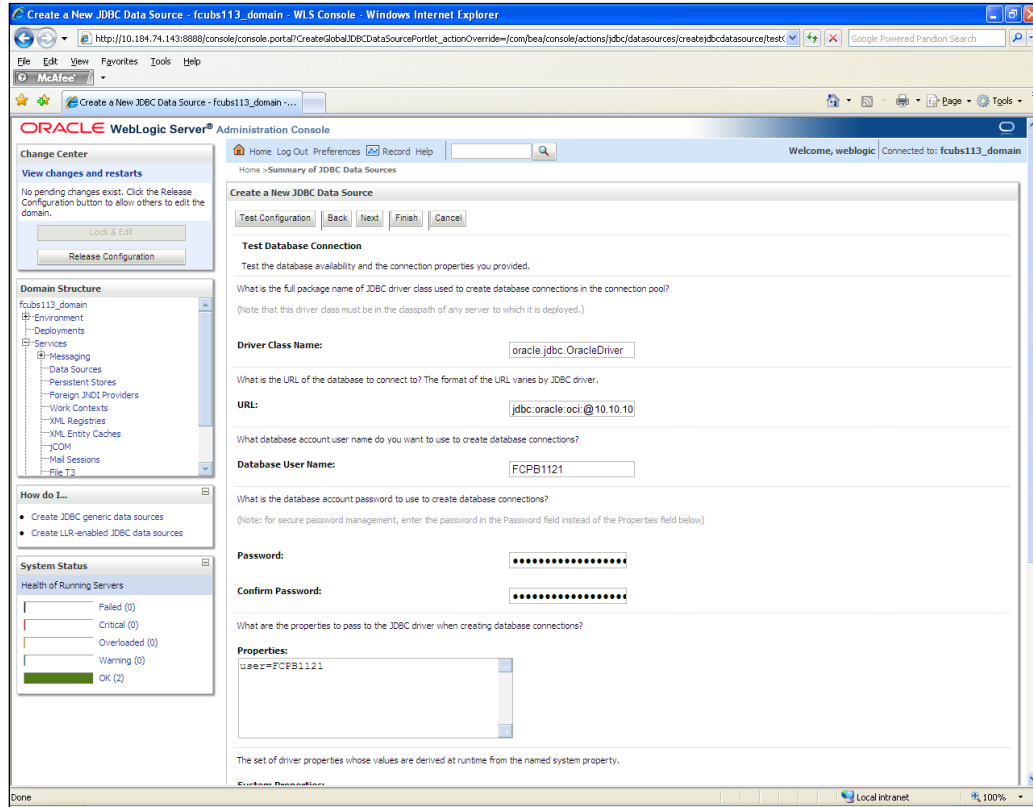 Create a New JDBC Data Source - fcubs113_domain - WLS Console - Windows Internet Explorer
http://10.184.74.143:8888/console/console.portal?CreateGlobalJDBCDataSourcePortlet_actionOverride=/com/bea/console/actions/jdbc/datasources/createjdbcdatasource/test
Google Powered Pandion Search
File Edit View Favorites Tools Help
McAfee
Create a New JDBC Data Source - fcubs113_domain -...
Page Tools
ORACLE WebLogic Server® Administration Console
Change Center
View changes and restarts
No pending changes exist. Click the Release
Configuration button to allow others to edit the
domain.
Lock & Edit
Release Configuration
Domain Structure
fcubs113_domain
Environment
Deployments
Services
Messaging
Data Sources
Persistent Stores
Foreign JNDI Providers
Work Contexts
XML Registries
XML Entity Caches
jCOM
Mail Sessions
File T3
How do I...
Create JDBC generic data sources
Create LLR-enabled JDBC data sources
System Status
Health of Running Servers
Failed (0)
Critical (0)
Overloaded (0)
Warning (0)
OK (2)
Home Log Out Preferences Record Help
Welcome, weblogic Connected to: fcubs113_domain
Home >Summary of JDBC Data Sources
Create a New JDBC Data Source
Test Configuration Back Next Finish Cancel
Test Database Connection
Test the database availability and the connection properties you provided.
What is the full package name of JDBC driver class used to create database connections in the connection pool?
(Note that this driver class must be in the classpath of any server to which it is deployed.)
Driver Class Name: oracle.jdbc.OracleDriver
What is the URL of the database to connect to? The format of the URL varies by JDBC driver.
URL: jdbc:oracle:oci:@10.10.10
What database account user name do you want to use to create database connections?
Database User Name: FCPB1121
What is the database account password to use to create database connections?
(Note: for secure password management, enter the password in the Password field instead of the Properties field below)
Password: ●●●●●●●●●●●●●●●●●●
Confirm Password: ●●●●●●●●●●●●●●●●●●
What are the properties to pass to the JDBC driver when creating database connections?
Properties:
user=FCPB1121
The set of driver properties whose values are derived at runtime from the named system property.
System Properties:
Done
Local intranet
100%